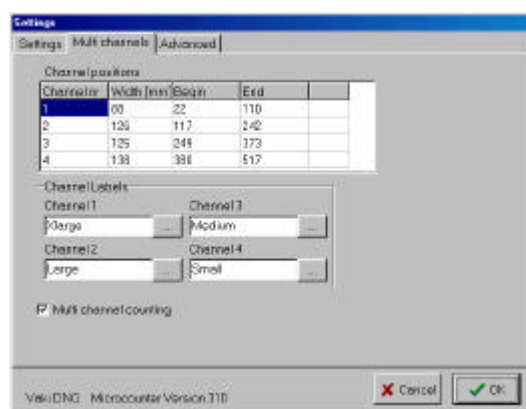 Settings
Settings Multi channels Advanced
Channel positions
Channel nr Width [mm Begin End
1 88 22 110
2 126 117 242
3 125 249 373
4 138 380 517
Channel Labels
Channel 1 Channel 3
Xlarge ... Medium ...
Channel 2 Channel 4
Large ... Small ...
Multi channel counting
Cancel OK
Vaki DNG Microcounter Version 310